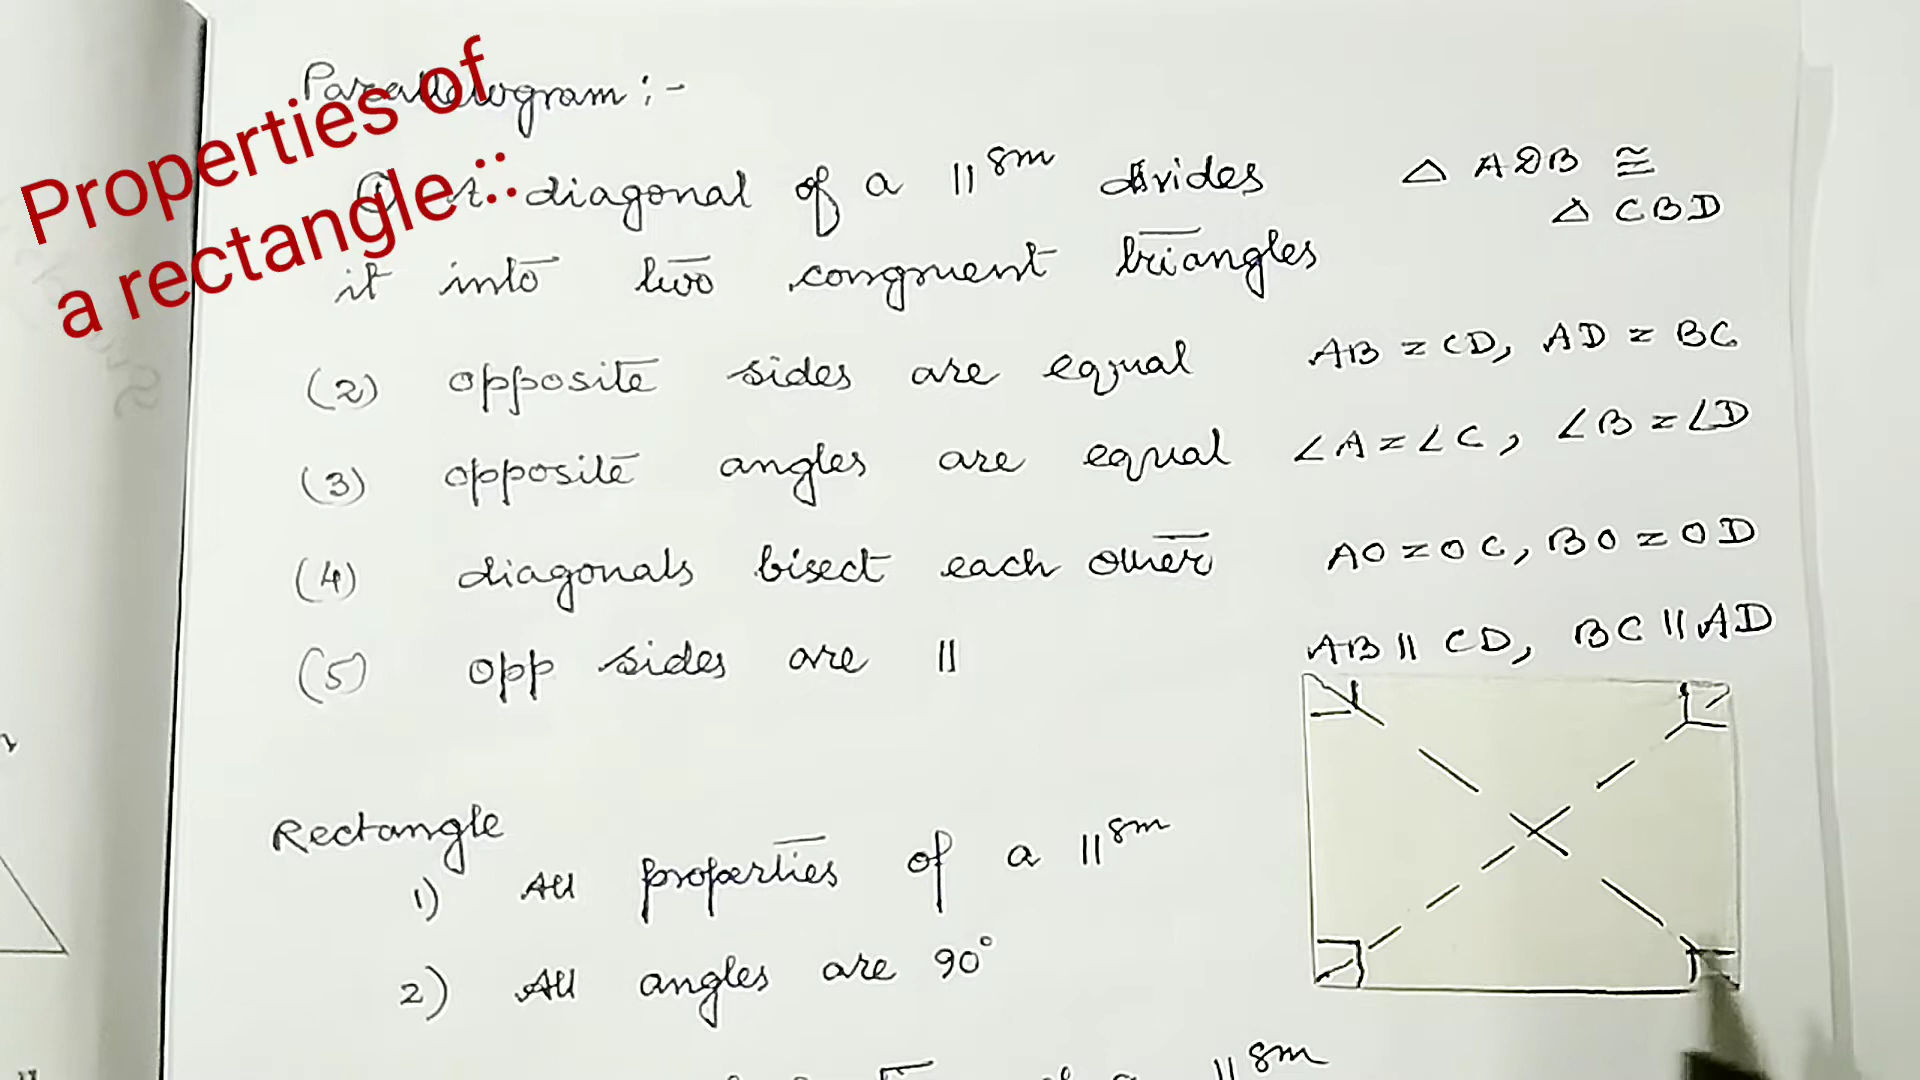 Properties of
a rectangle ::
Parallelogram :-
① A diagonal of a ||gm divides
it into two congruent triangles
△ ADB ≅
△ CBD
(2) opposite sides are equal AB = CD, AD = BC
(3) opposite angles are equal ∠A = ∠C, ∠B = ∠D
(4) diagonals bisect each other AO = OC, BO = OD
(5) opp sides are || AB || CD, BC || AD
Rectangle
1) All properties of a ||gm
2) All angles are 90°
of a ||gm